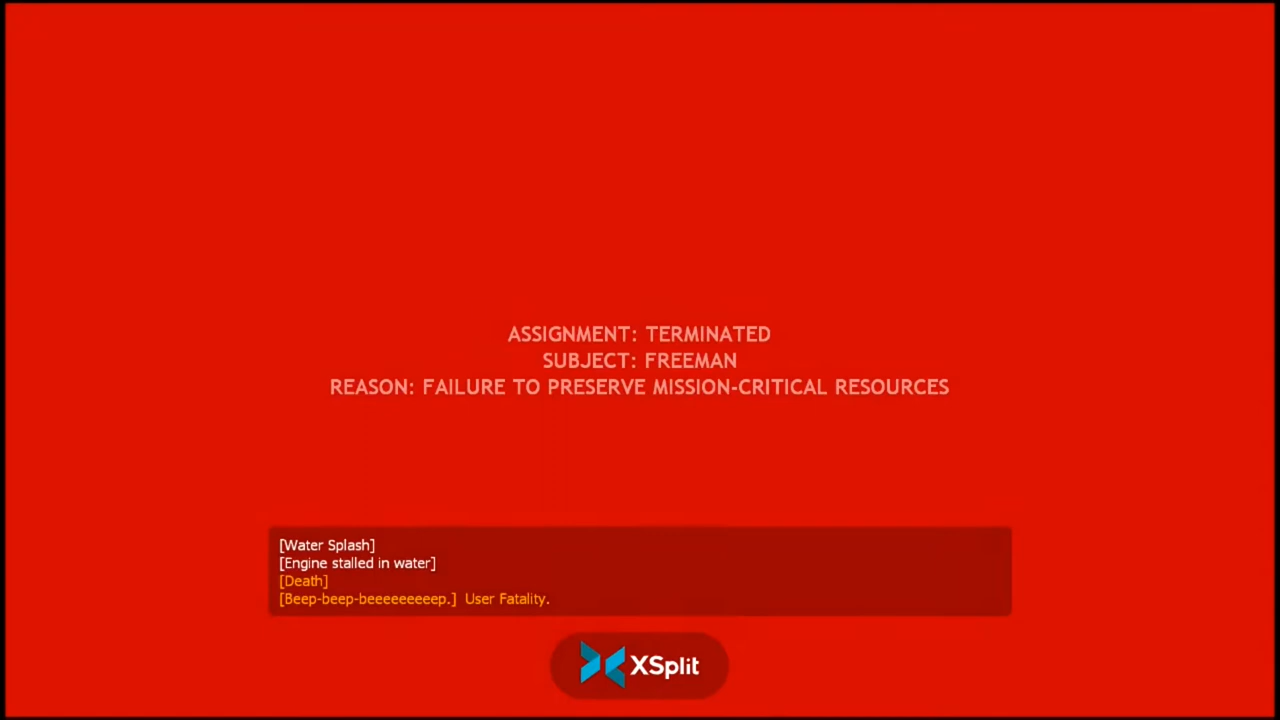 ASSIGNMENT: TERMINATED
SUBJECT: FREEMAN
REASON: FAILURE TO PRESERVE MISSION-CRITICAL RESOURCES
[Water Splash]
[Engine stalled in water]
[Death]
[Beep-beep-beeeeeeeeep.] User Fatality.
XSplit